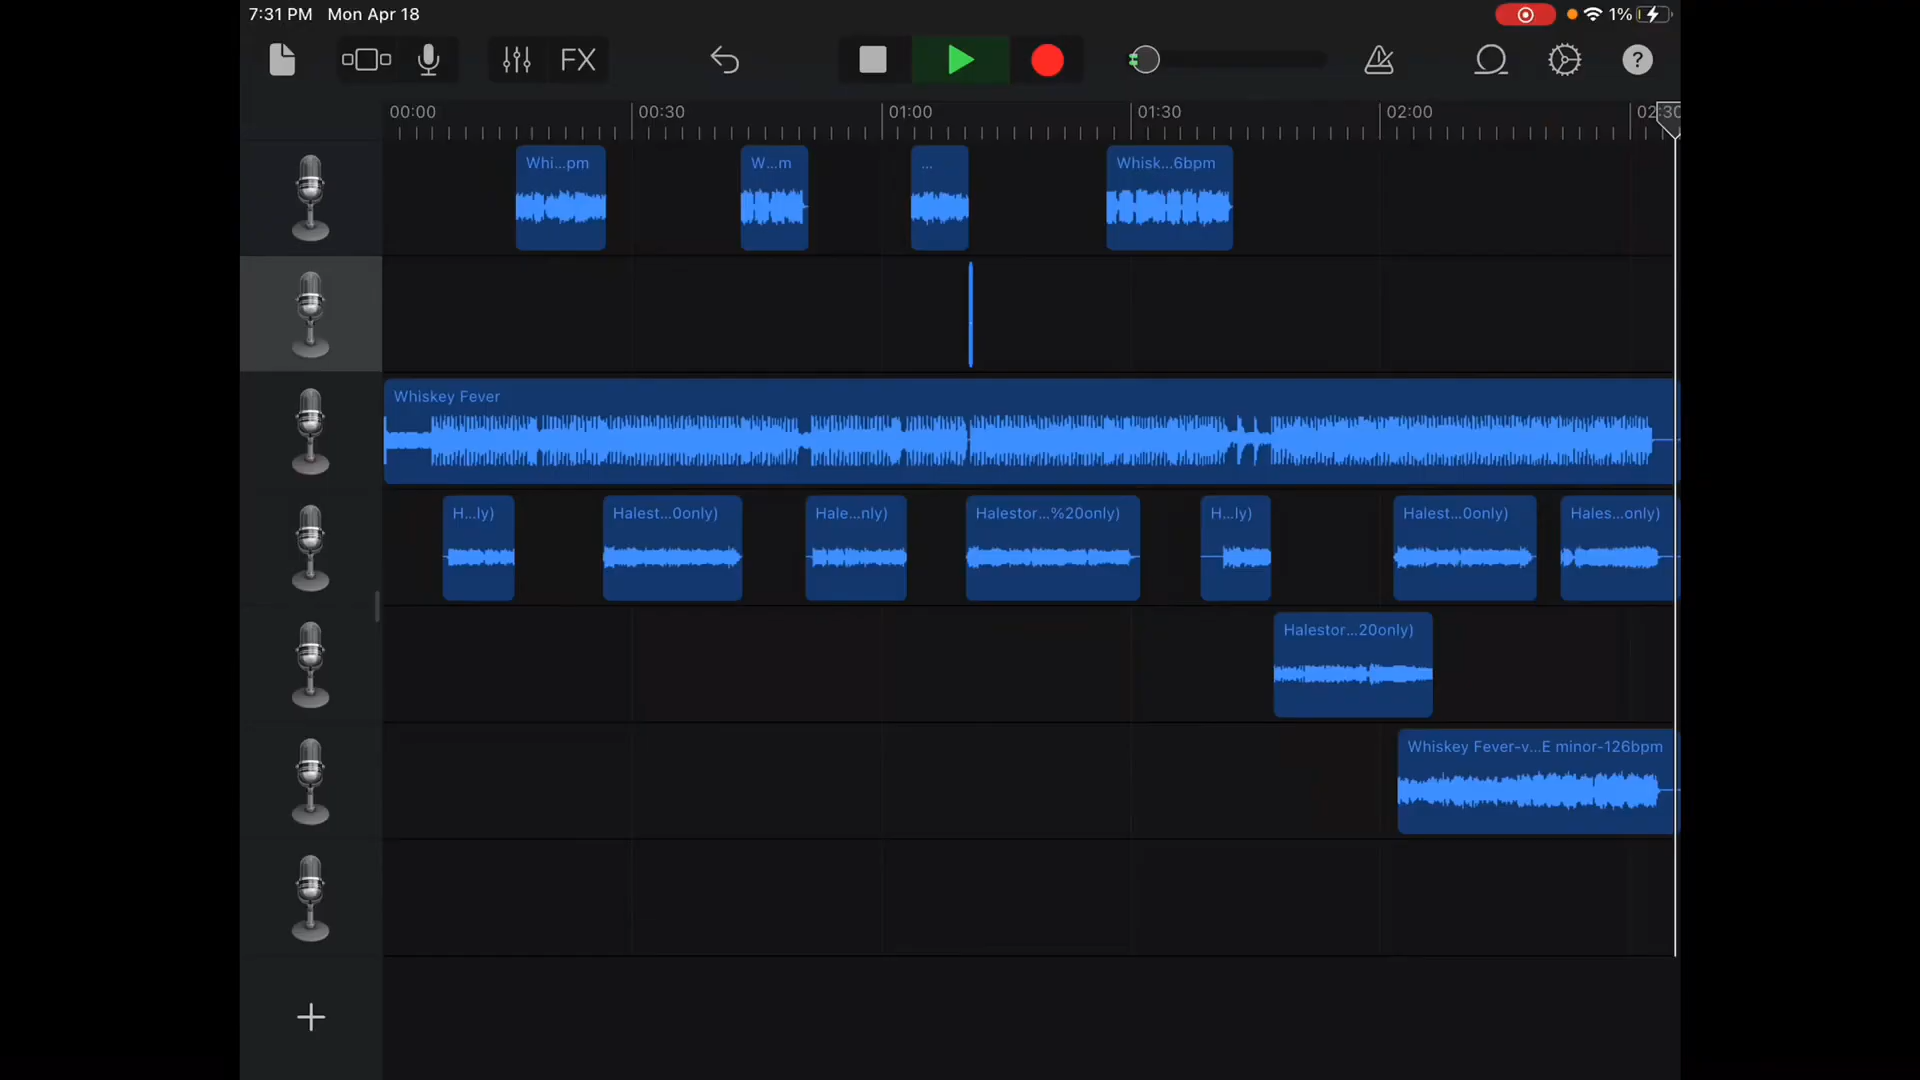 7:31 PM Mon Apr 18
1%
FX
?
00:00 00:30 01:00 01:30 02:00 02:30
Whi...pm W...m ... Whisk...6bpm
Whiskey Fever
H...ly) Halest...0only) Hale...nly) Halestor...%20only) H...ly) Halest...0only) Hales...only)
Halestor...20only)
Whiskey Fever-v...E minor-126bpm